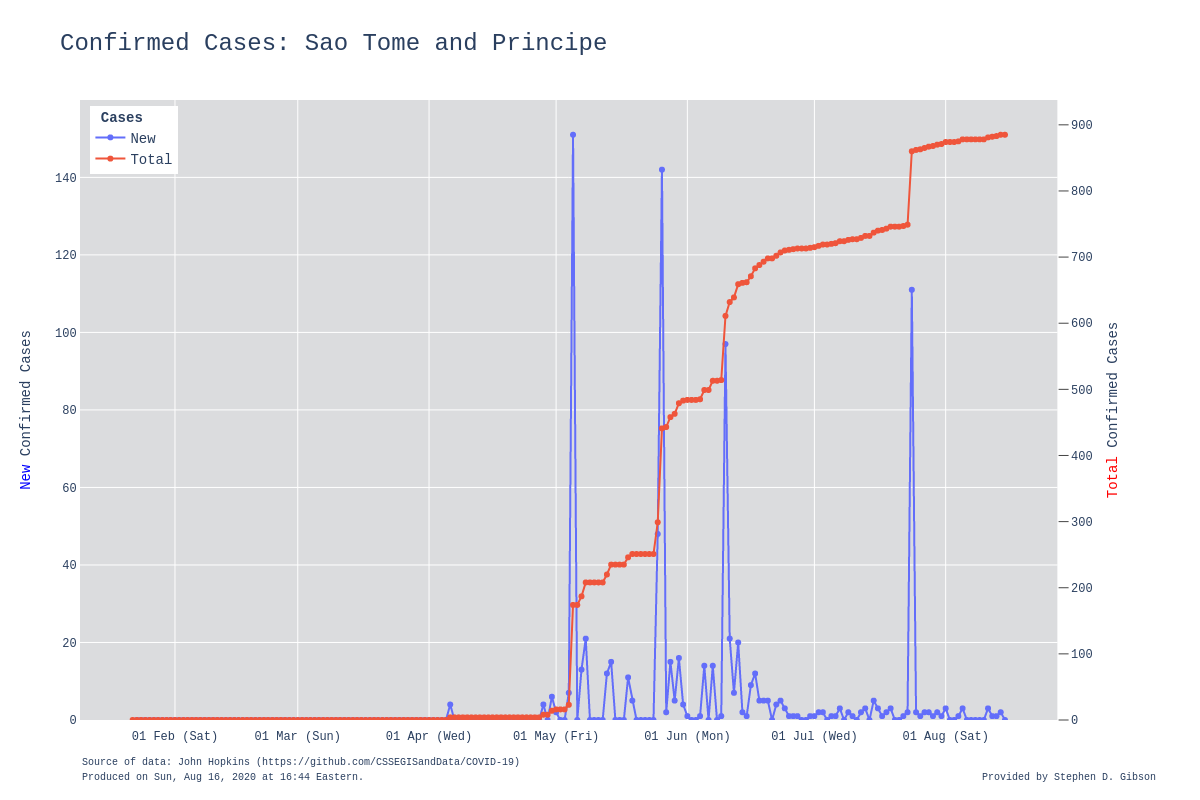 Confirmed Cases: Sao Tome and Principe
Cases
New
Total
140
120
100
80
60
40
20
0
900
800
700
600
500
400
300
200
100
0
New Confirmed Cases
Total Confirmed Cases
01 Feb (Sat) 01 Mar (Sun) 01 Apr (Wed) 01 May (Fri) 01 Jun (Mon) 01 Jul (Wed) 01 Aug (Sat)
Source of data: John Hopkins (https://github.com/CSSEGISandData/COVID-19)
Produced on Sun, Aug 16, 2020 at 16:44 Eastern.
Provided by Stephen D. Gibson